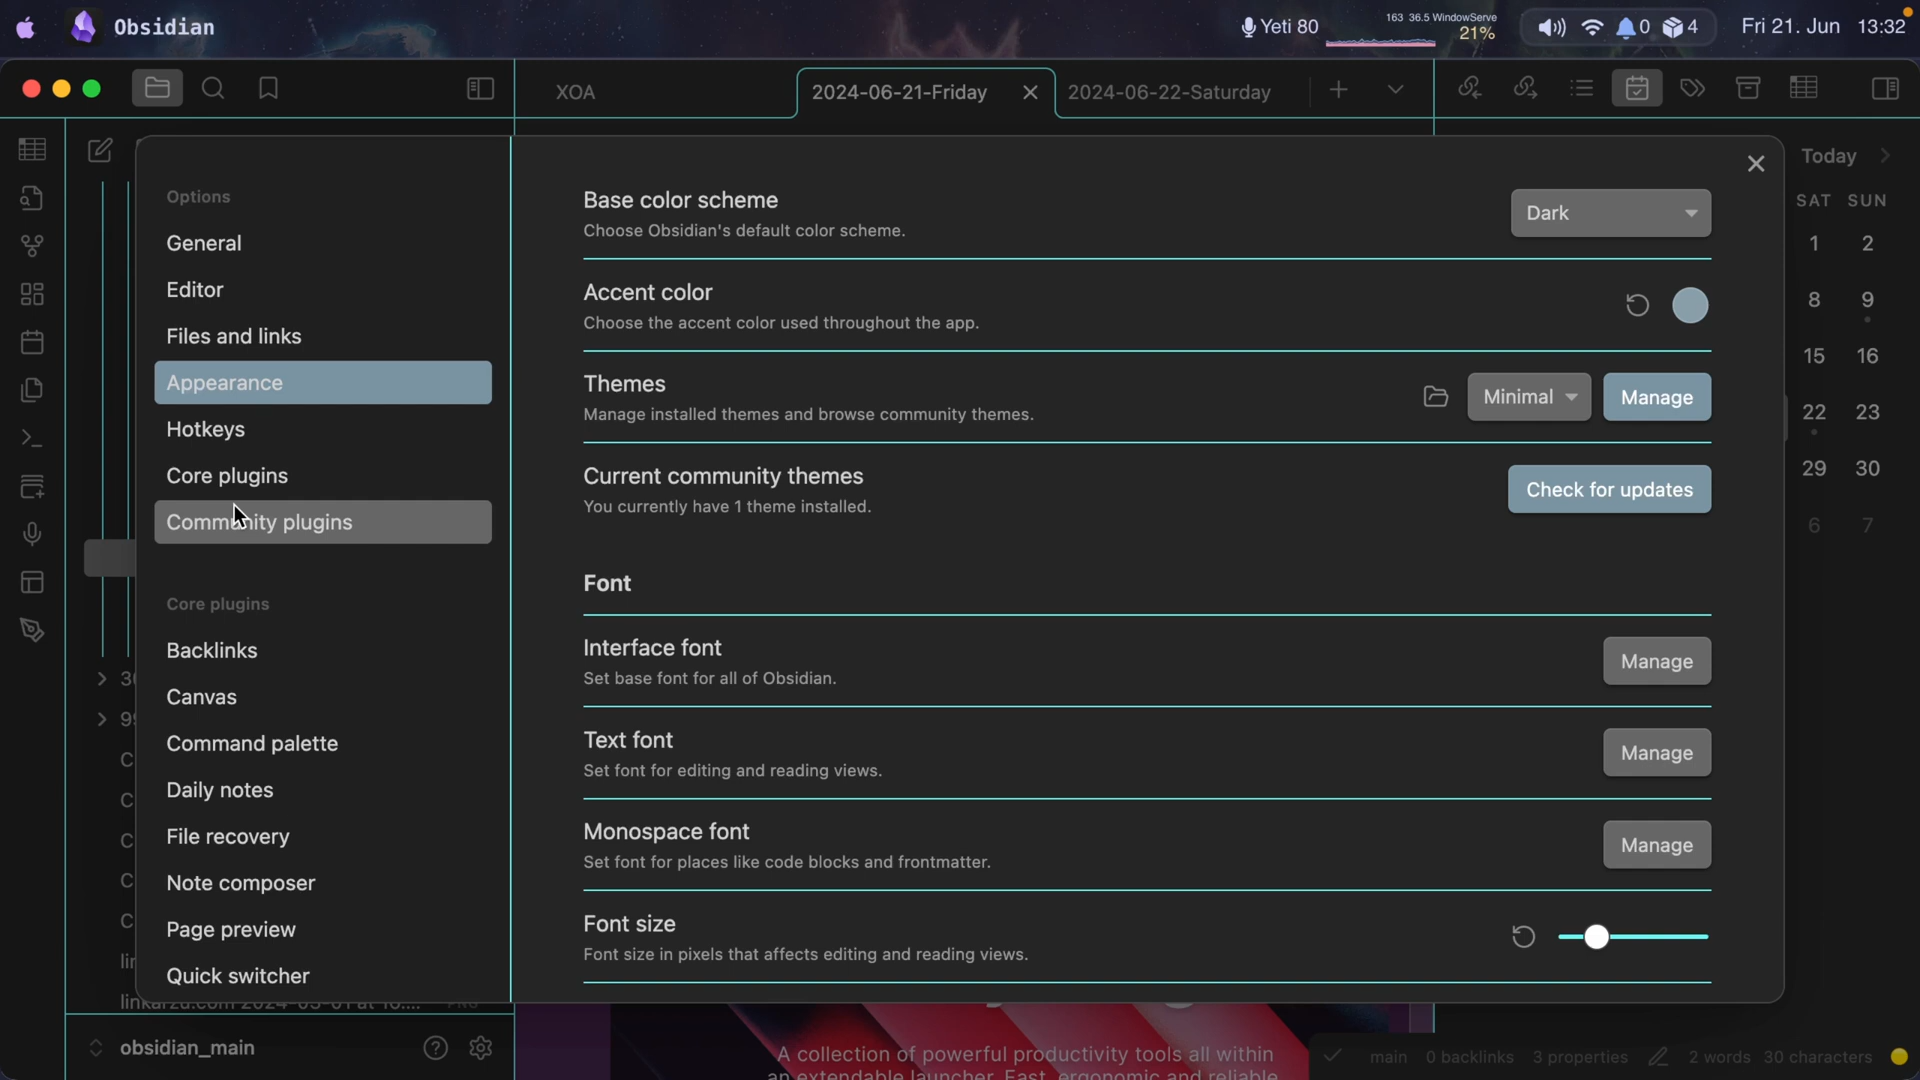 Obsidian
Yeti 80
163 36.5 WindowServe
21%
0
4
Fri 21. Jun 13:32
XOA
2024-06-21-Friday
2024-06-22-Saturday
Today
SAT SUN
1 2
8 9
15 16
22 23
29 30
6 7
Options
General
Editor
Files and links
Appearance
Hotkeys
Core plugins
Community plugins
Core plugins
Backlinks
Canvas
Command palette
Daily notes
File recovery
Note composer
Page preview
Quick switcher
Base color scheme
Choose Obsidian's default color scheme.
Dark
Accent color
Choose the accent color used throughout the app.
Themes
Manage installed themes and browse community themes.
Minimal
Manage
Current community themes
You currently have 1 theme installed.
Check for updates
Font
Interface font
Set base font for all of Obsidian.
Manage
Text font
Set font for editing and reading views.
Manage
Monospace font
Set font for places like code blocks and frontmatter.
Manage
Font size
Font size in pixels that affects editing and reading views.
obsidian_main
A collection of powerful productivity tools all within
an extendable launcher. Fast, ergonomic and reliable
main 0 backlinks 3 properties 2 words 30 characters